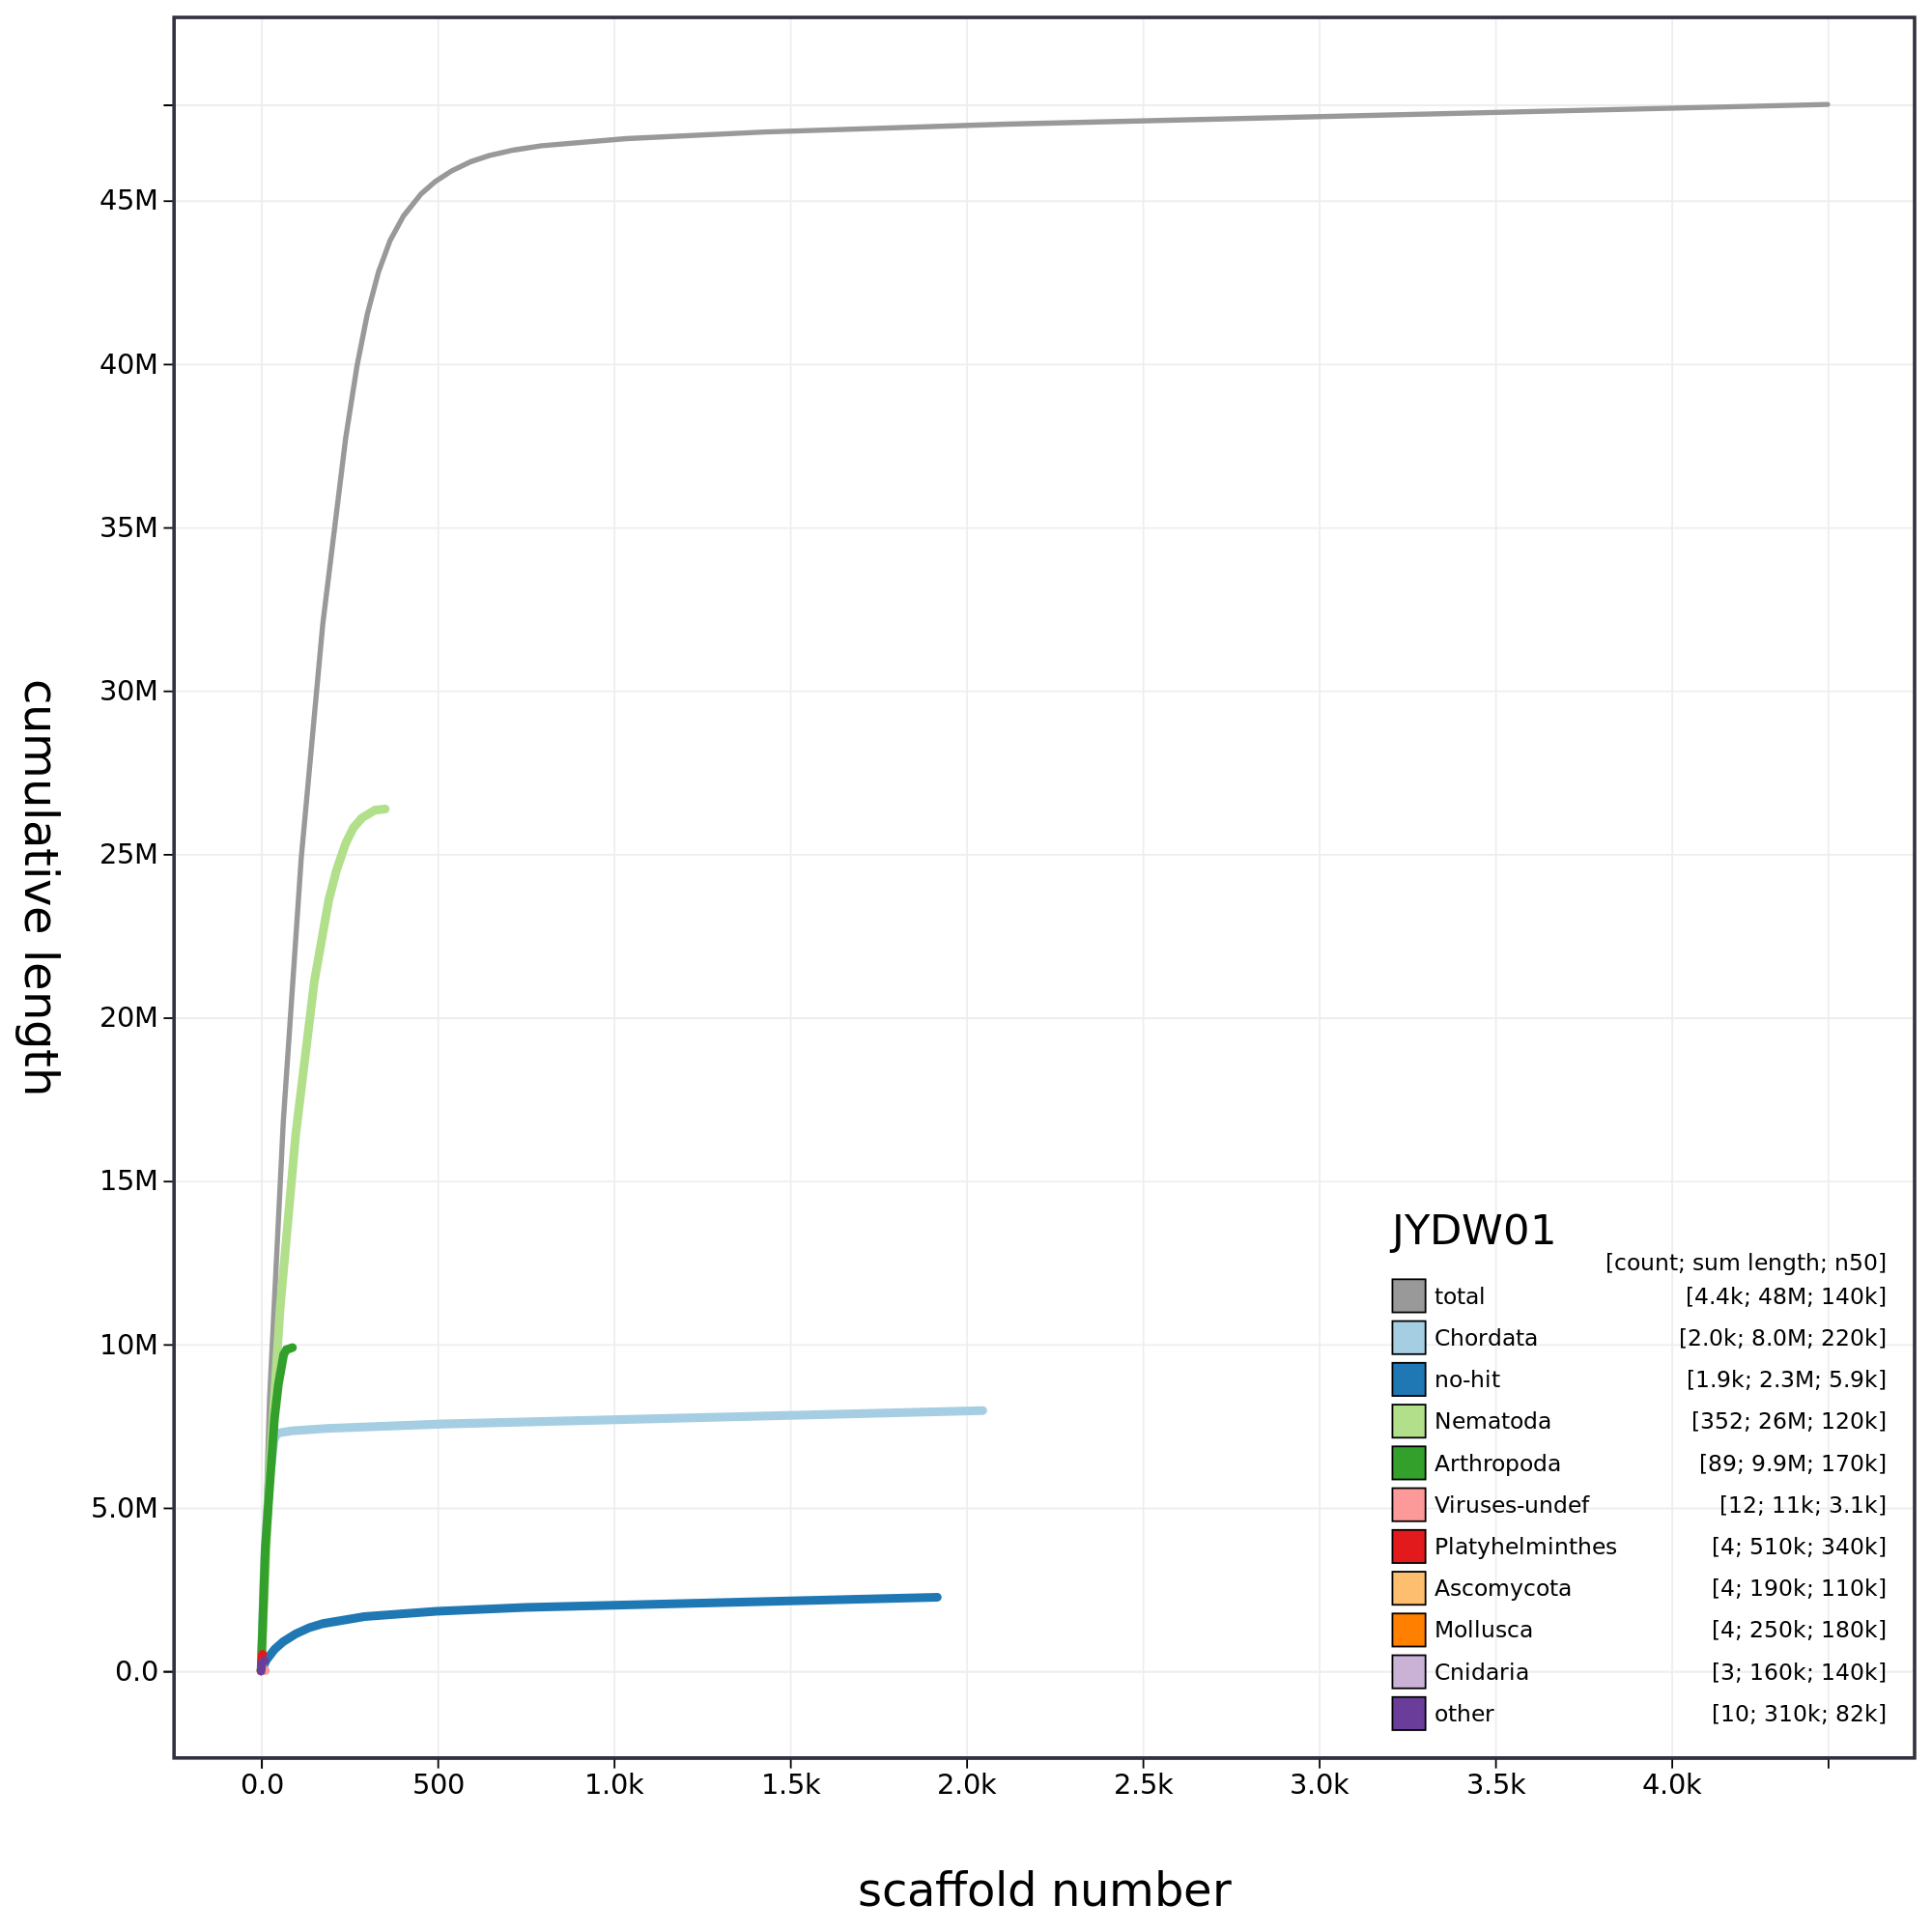 45M
40M
35M
30M
25M
20M
15M
10M
5.0M
0.0
cumulative length
JYDW01
[count; sum length; n50]
total [4.4k; 48M; 140k]
Chordata [2.0k; 8.0M; 220k]
no-hit [1.9k; 2.3M; 5.9k]
Nematoda [352; 26M; 120k]
Arthropoda [89; 9.9M; 170k]
Viruses-undef [12; 11k; 3.1k]
Platyhelminthes [4; 510k; 340k]
Ascomycota [4; 190k; 110k]
Mollusca [4; 250k; 180k]
Cnidaria [3; 160k; 140k]
other [10; 310k; 82k]
0.0 500 1.0k 1.5k 2.0k 2.5k 3.0k 3.5k 4.0k
scaffold number